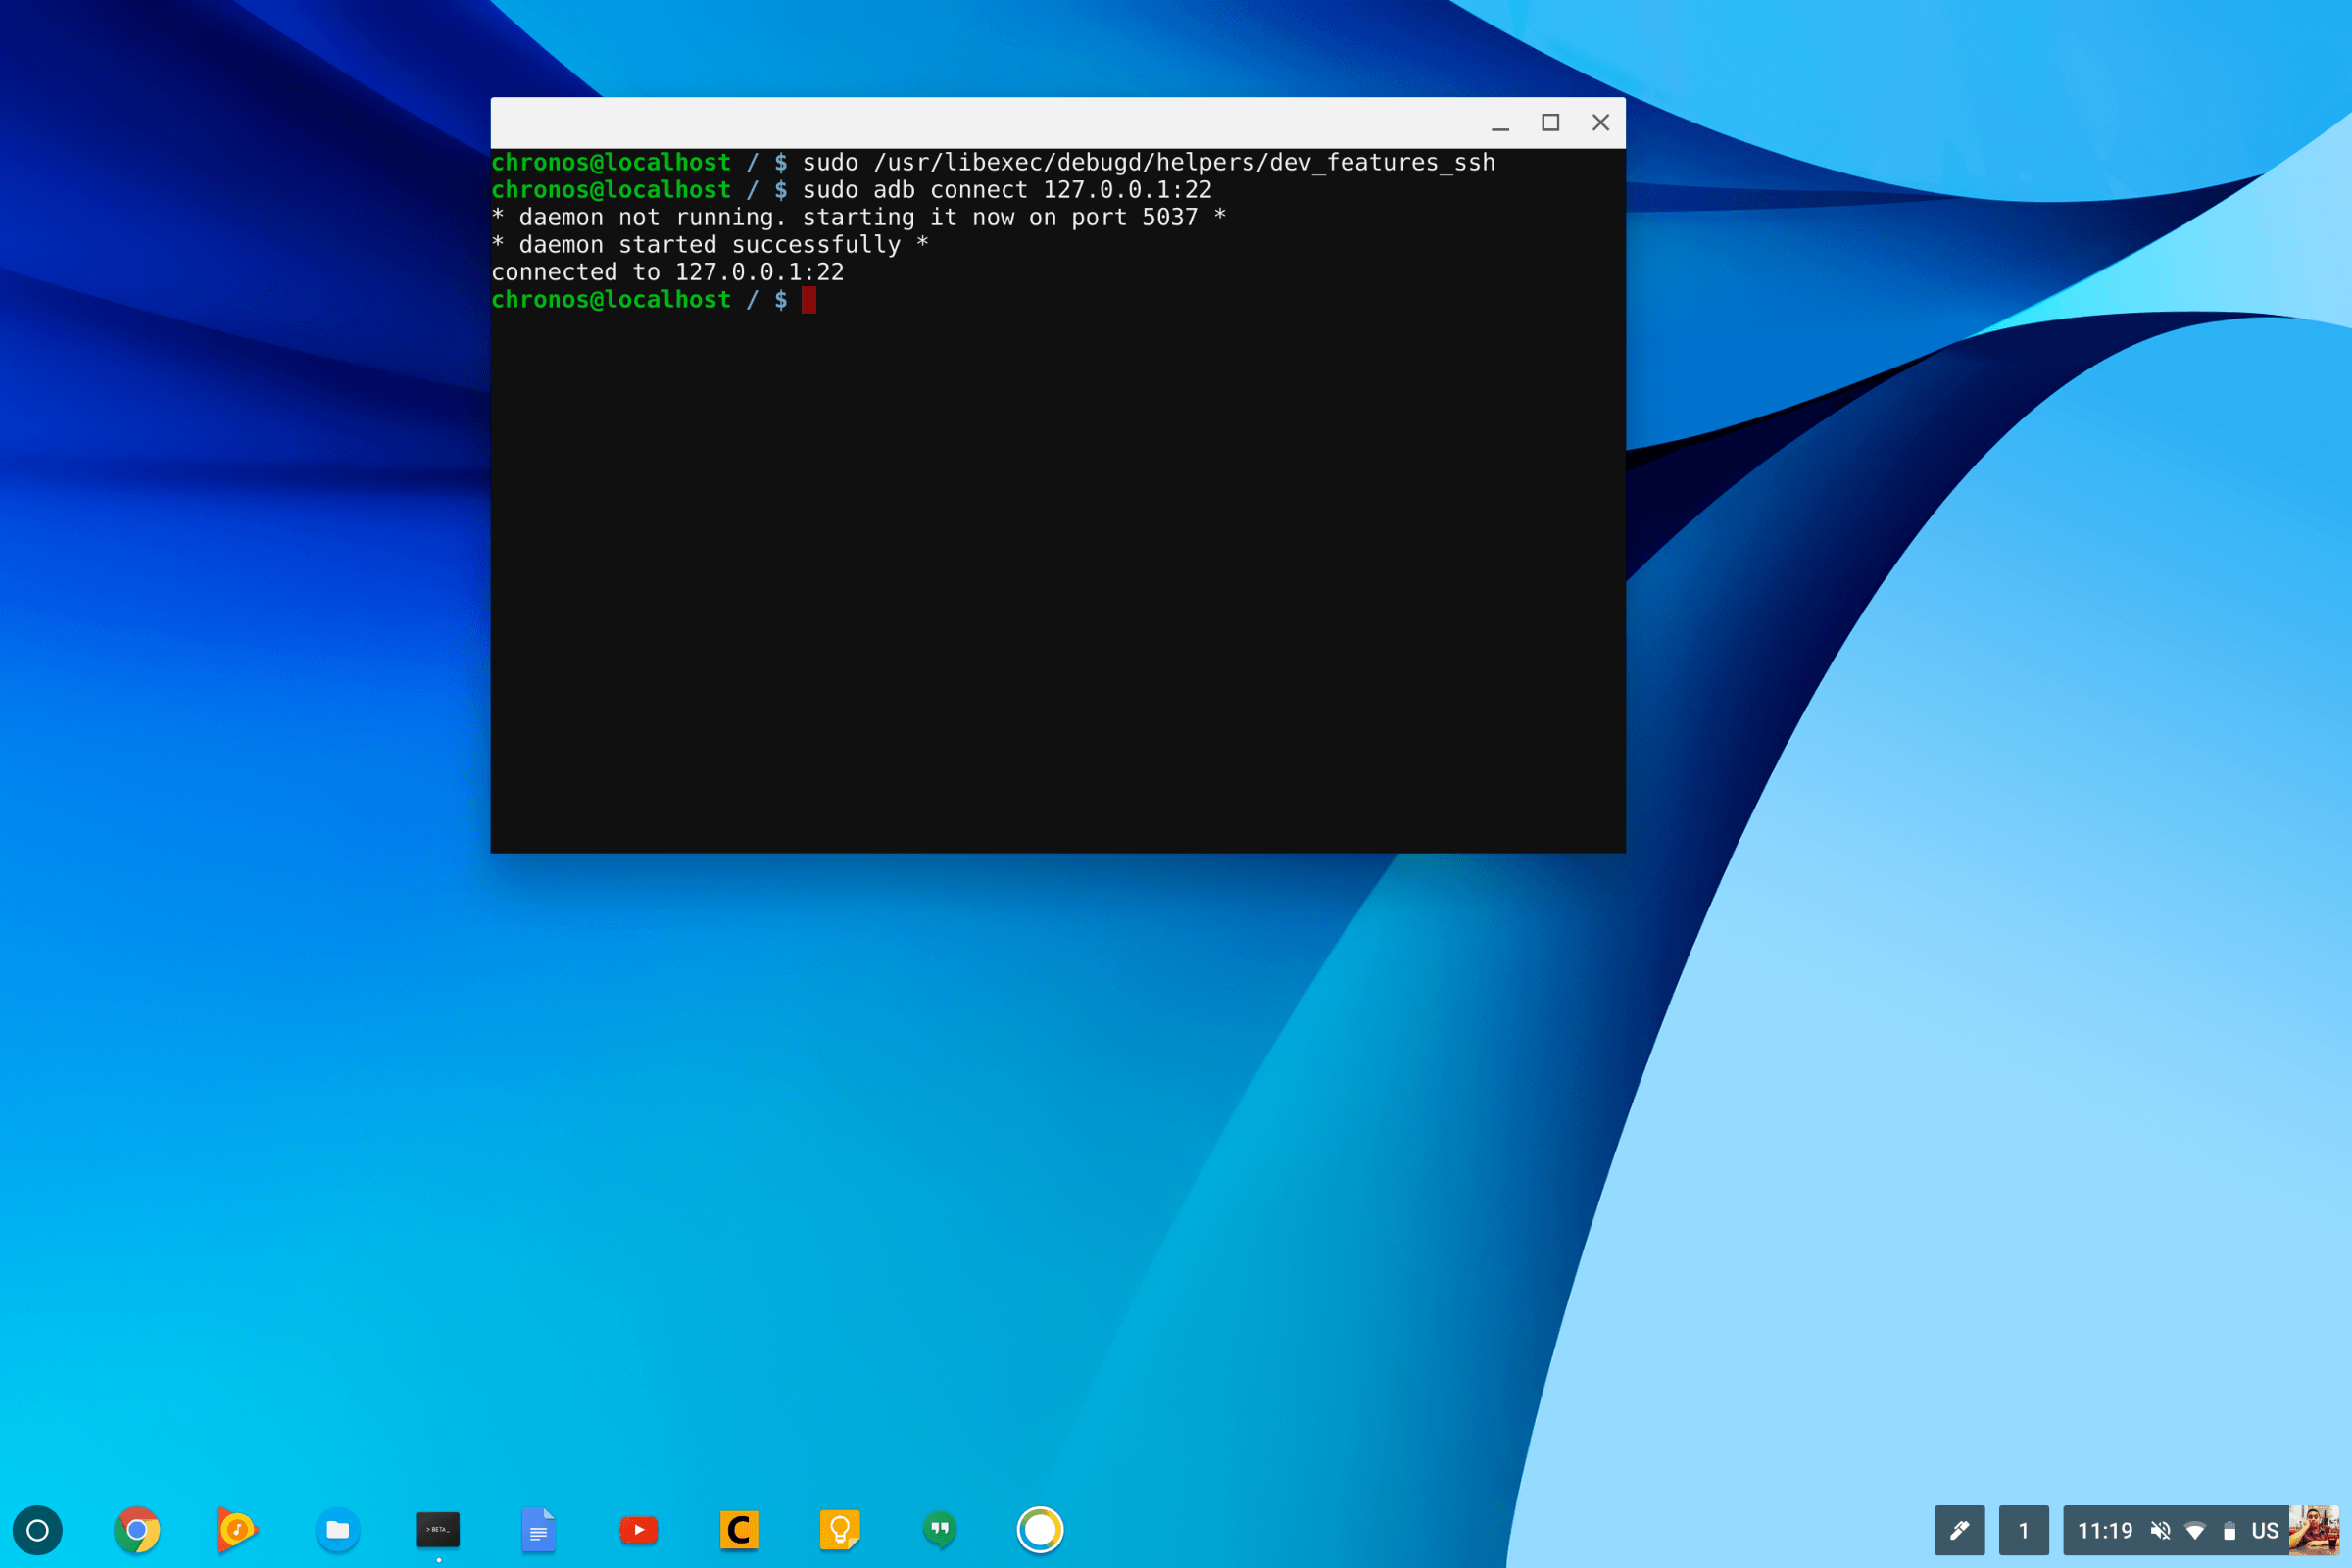 chronos@localhost / $ sudo /usr/libexec/debugd/helpers/dev_features_ssh
chronos@localhost / $ sudo adb connect 127.0.0.1:22
* daemon not running. starting it now on port 5037 *
* daemon started successfully *
connected to 127.0.0.1:22
chronos@localhost / $
>BETA_
C
1
11:19 US